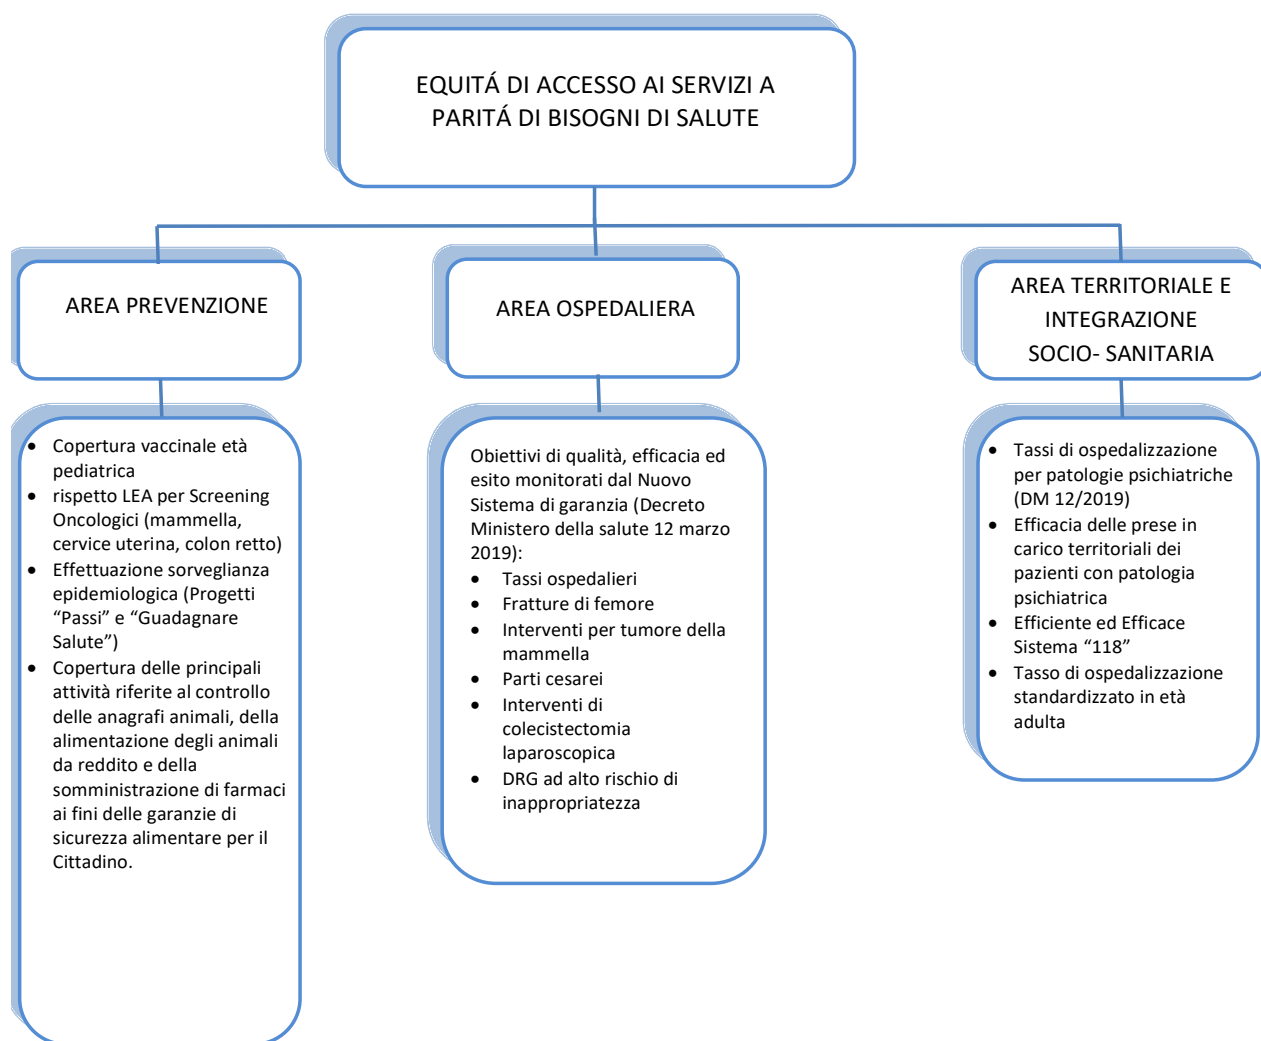 EQUITÁ DI ACCESSO AI SERVIZI A
PARITÁ DI BISOGNI DI SALUTE
AREA PREVENZIONE
• Copertura vaccinale età
pediatrica
• rispetto LEA per Screening
Oncologici (mammella,
cervice uterina, colon retto)
• Effettuazione sorveglianza
epidemiologica (Progetti
“Passi” e “Guadagnare
Salute”)
• Copertura delle principali
attività riferite al controllo
delle anagrafi animali, della
alimentazione degli animali
da reddito e della
somministrazione di farmaci
ai fini delle garanzie di
sicurezza alimentare per il
Cittadino.
AREA OSPEDALIERA
Obiettivi di qualità, efficacia ed
esito monitorati dal Nuovo
Sistema di garanzia (Decreto
Ministero della salute 12 marzo
2019):
• Tassi ospedalieri
• Fratture di femore
• Interventi per tumore della
mammella
• Parti cesarei
• Interventi di
colecistectomia
laparoscopica
• DRG ad alto rischio di
inappropriatezza
AREA TERRITORIALE E
INTEGRAZIONE
SOCIO- SANITARIA
• Tassi di ospedalizzazione
per patologie psichiatriche
(DM 12/2019)
• Efficacia delle prese in
carico territoriali dei
pazienti con patologia
psichiatrica
• Efficiente ed Efficace
Sistema “118”
• Tasso di ospedalizzazione
standardizzato in età
adulta